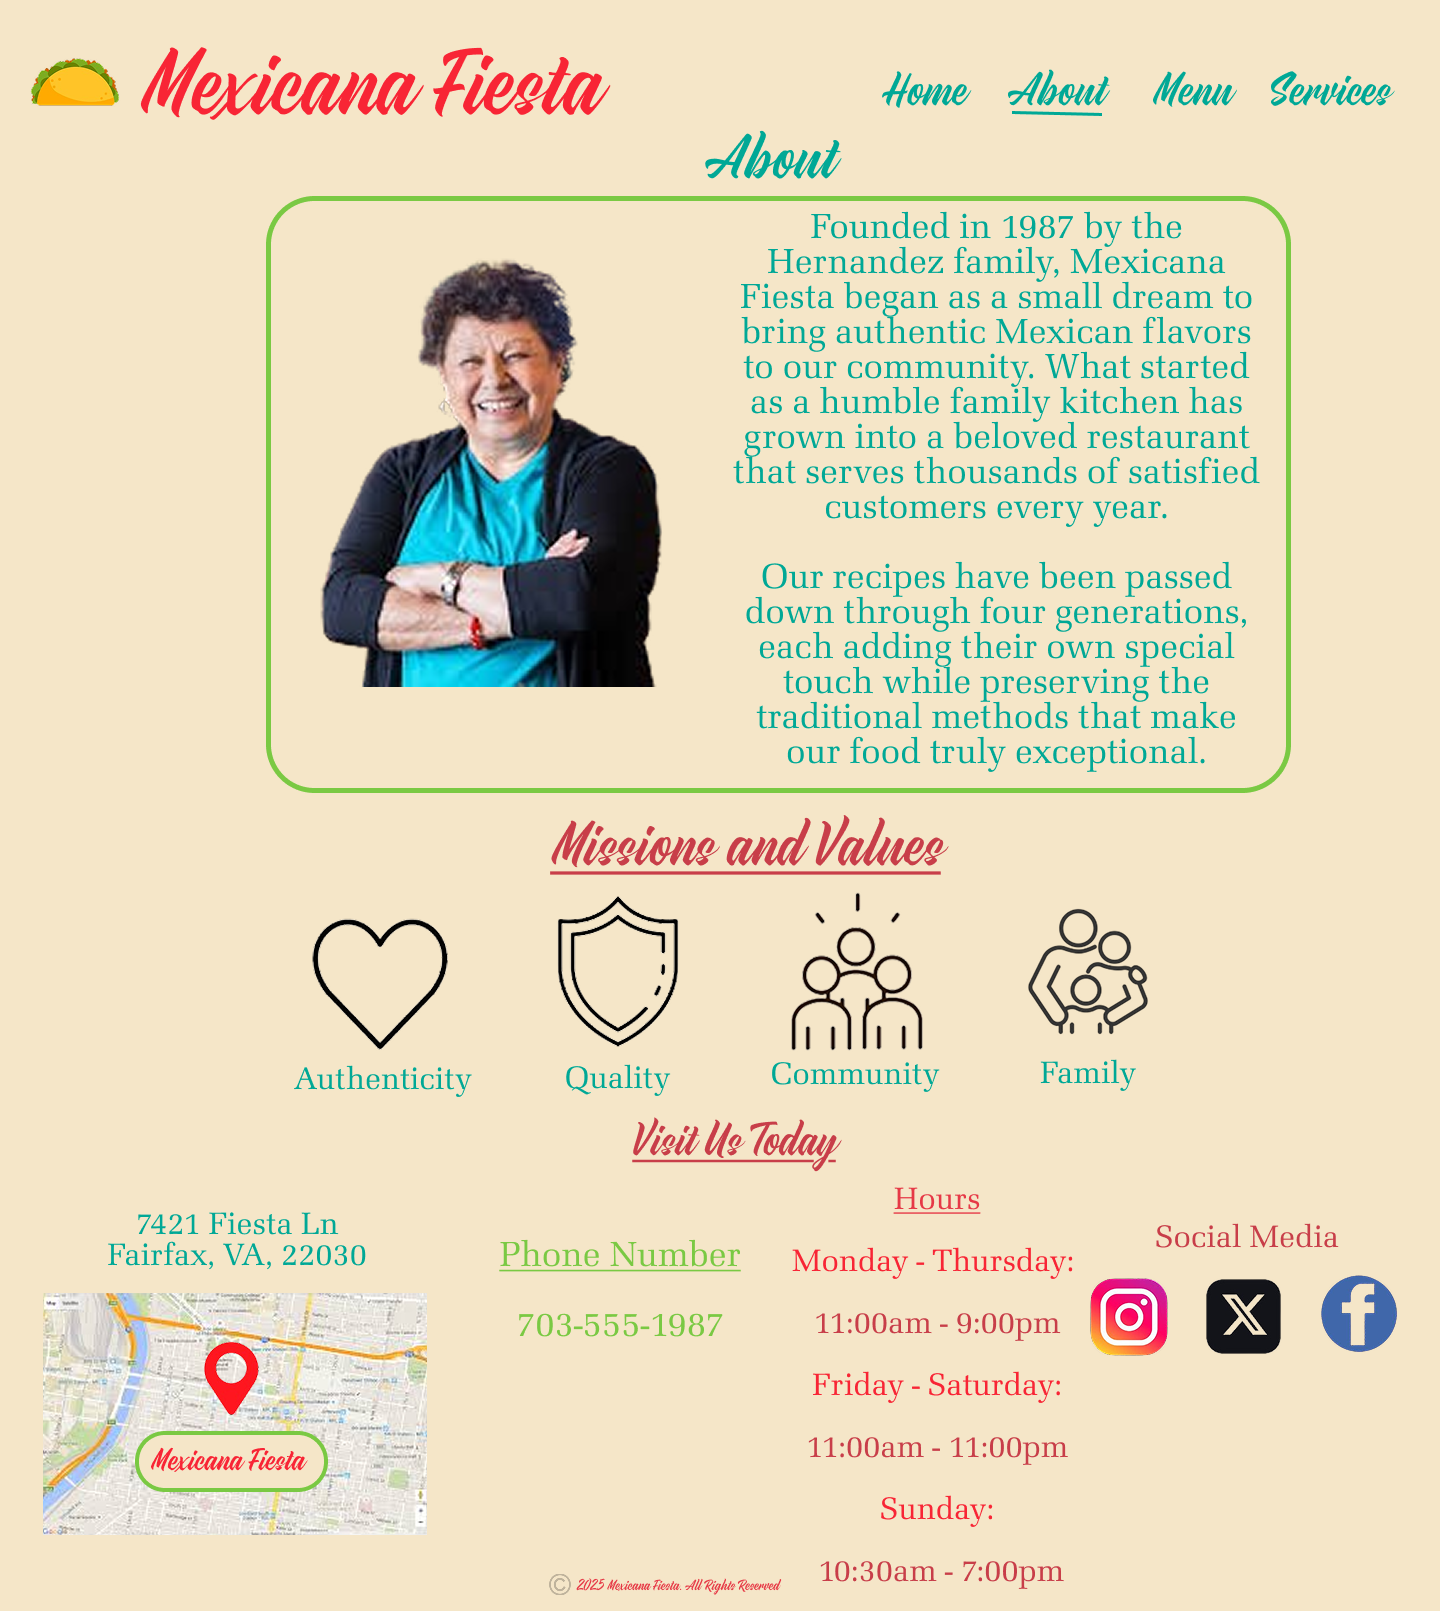 Mexicana Fiesta
Home About Menu Services
About
Founded in 1987 by the
Hernandez family, Mexicana
Fiesta began as a small dream to
bring authentic Mexican flavors
to our community. What started
as a humble family kitchen has
grown into a beloved restaurant
that serves thousands of satisfied
customers every year.
Our recipes have been passed
down through four generations,
each adding their own special
touch while preserving the
traditional methods that make
our food truly exceptional.
Missions and Values
Authenticity
Quality
Community
Family
Visit Us Today
7421 Fiesta Ln
Fairfax, VA, 22030
Map Satellite
Mexicana Fiesta
Google
Phone Number
703-555-1987
Hours
Monday - Thursday:
11:00am - 9:00pm
Friday - Saturday:
11:00am - 11:00pm
Sunday:
10:30am - 7:00pm
Social Media
© 2025 Mexicana Fiesta. All Rights Reserved